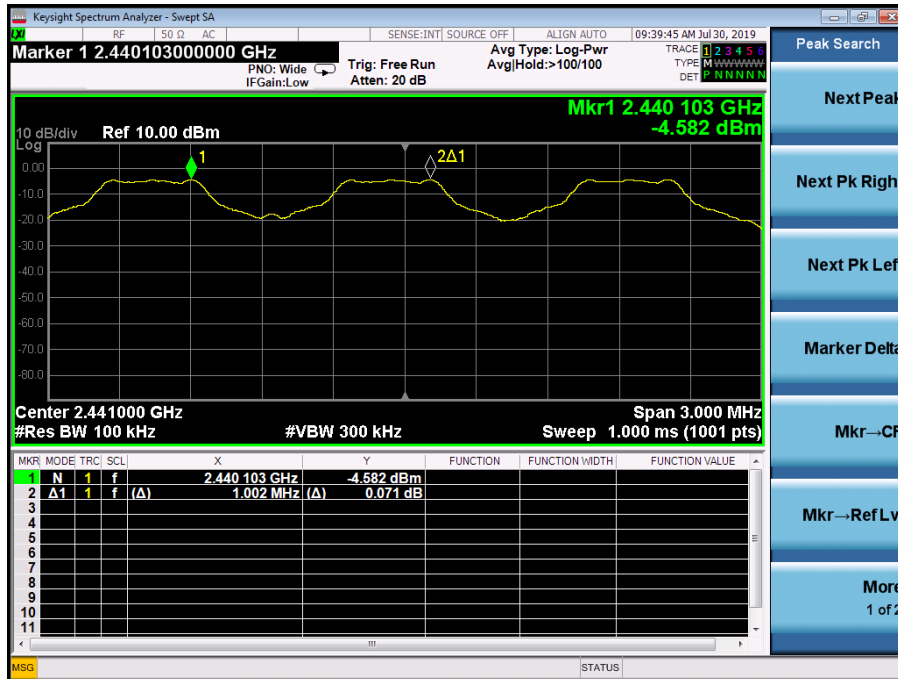 Keysight Spectrum Analyzer - Swept SA
LXI RF 50 Ω AC SENSE:INT SOURCE OFF ALIGN AUTO 09:39:45 AM Jul 30, 2019
Marker 1 2.440103000000 GHz
PNO: Wide
IFGain:Low
Trig: Free Run
Atten: 20 dB
Avg Type: Log-Pwr
Avg|Hold:>100/100
TRACE 1 2 3 4 5 6
TYPE M WWWWW
DET P N N N N N
Mkr1 2.440 103 GHz
-4.582 dBm
10 dB/div Ref 10.00 dBm
Log
1
2Δ1
0.00
-10.0
-20.0
-30.0
-40.0
-50.0
-60.0
-70.0
-80.0
Center 2.441000 GHz Span 3.000 MHz
#Res BW 100 kHz #VBW 300 kHz Sweep 1.000 ms (1001 pts)
MKR MODE TRC SCL X Y FUNCTION FUNCTION WIDTH FUNCTION VALUE
1 N 1 f 2.440 103 GHz -4.582 dBm
2 Δ1 1 f (Δ) 1.002 MHz (Δ) 0.071 dB
3
4
5
6
7
8
9
10
11
MSG STATUS
Peak Search
Next Peak
Next Pk Righ
Next Pk Lef
Marker Delta
Mkr→CF
Mkr→Ref Lv
More
1 of 2